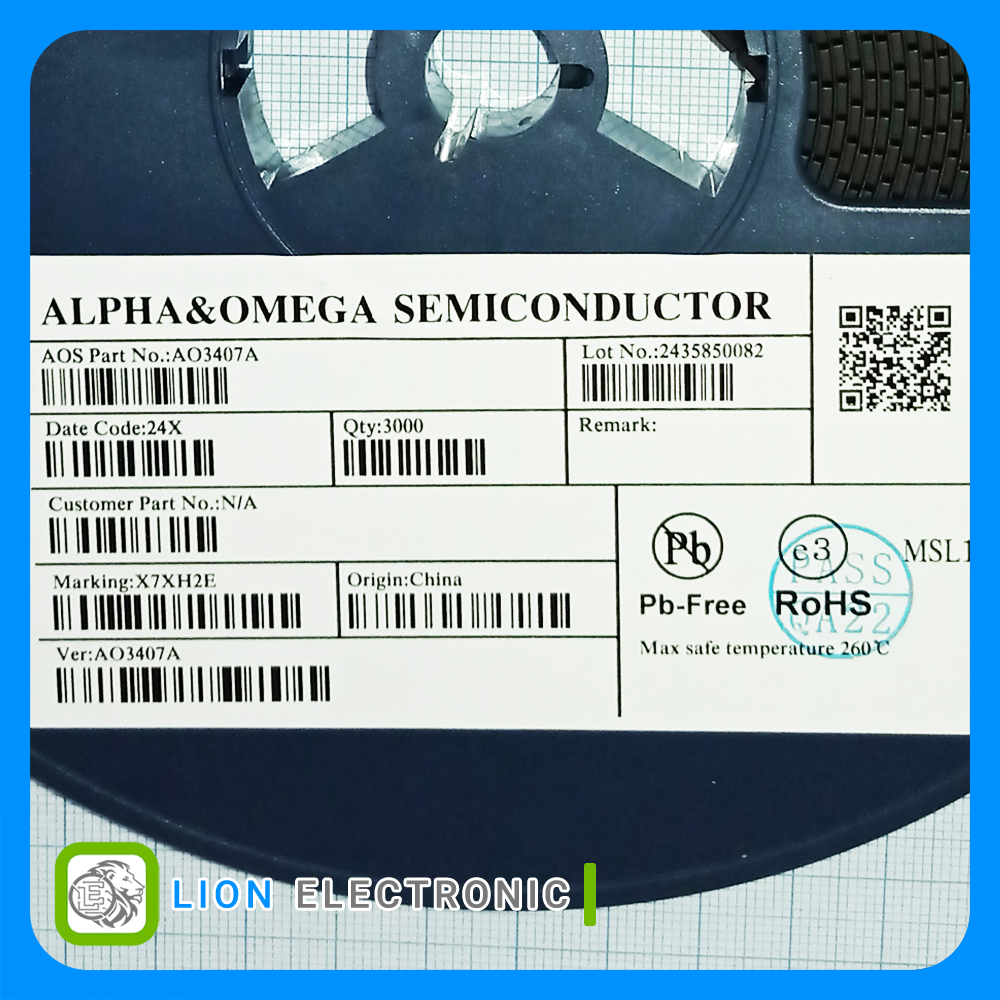 ALPHA&OMEGA SEMICONDUCTOR
AOS Part No.:AO3407A
Lot No.:2435850082
Date Code:24X
Qty:3000
Remark:
Customer Part No.:N/A
Marking:X7XH2E
Origin:China
Ver:AO3407A
Pb
e3
MSL1
PASS
Pb-Free
RoHS
QA22
Max safe temperature 260℃
LE
LION ELECTRONIC